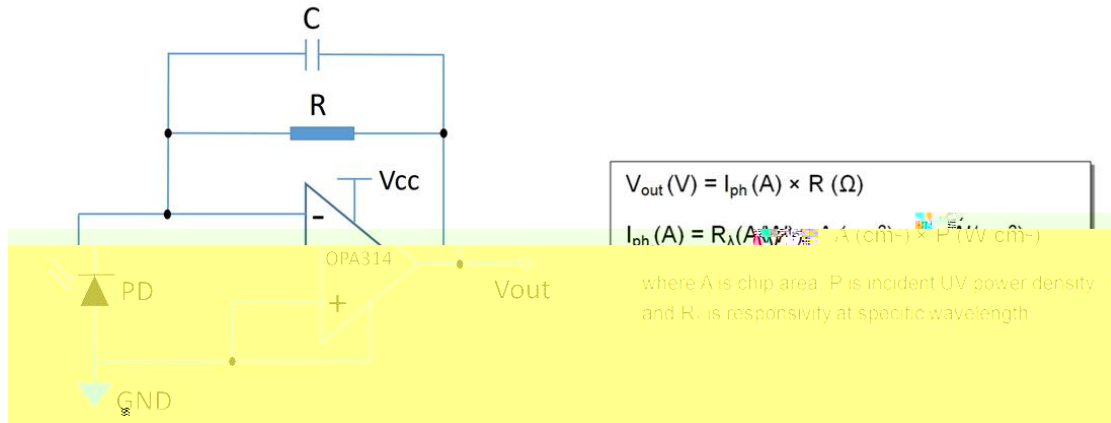 C
R
Vcc
-
OPA314
+
PD
Vout
GND
Vout (V) = Iph (A) × R (Ω)
Iph (A) = Rλ(A
where A is chip area, P is incident UV power density
and R is responsivity at specific wavelength